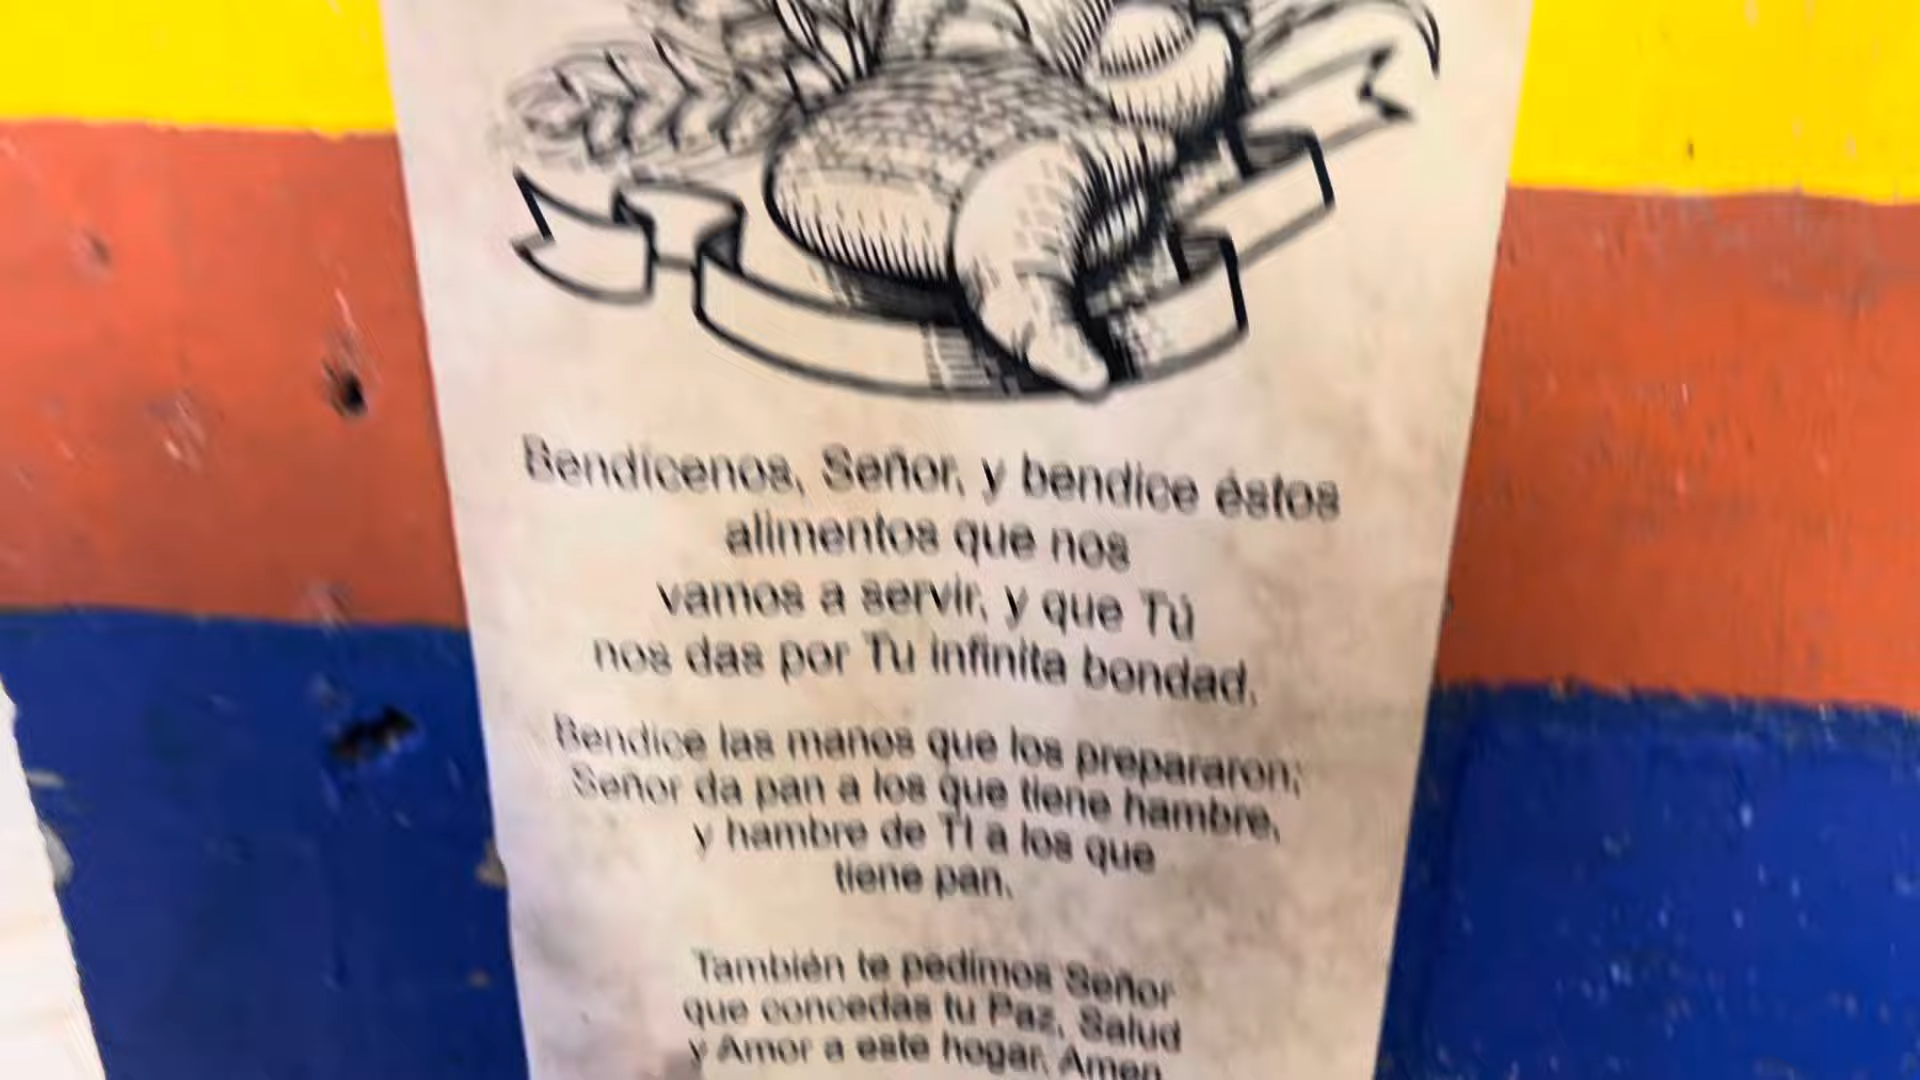 Bendícenos, Señor, y bendice éstos
alimentos que nos
vamos a servir, y que Tú
nos das por Tu infinita bondad.
Bendice las manos que los prepararon;
Señor da pan a los que tiene hambre,
y hambre de TI a los que
tiene pan.
También te pedimos Señor
que concedas tu Paz, Salud
y Amor a este hogar, Amen